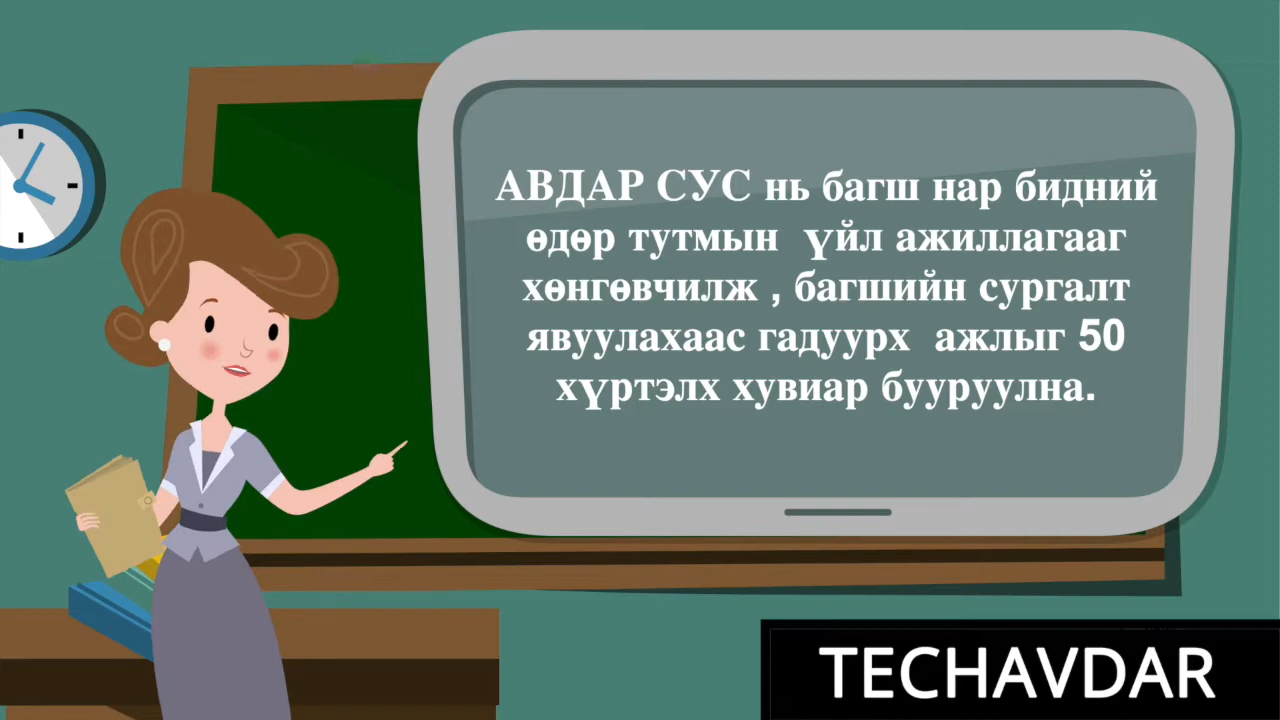 АВДАР СУС нь багш нар бидний
өдөр тутмын үйл ажиллагааг
хөнгөвчилж , багшийн сургалт
явуулахаас гадуурх ажлыг 50
хүртэлх хувиар бууруулна.
TECHAVDAR